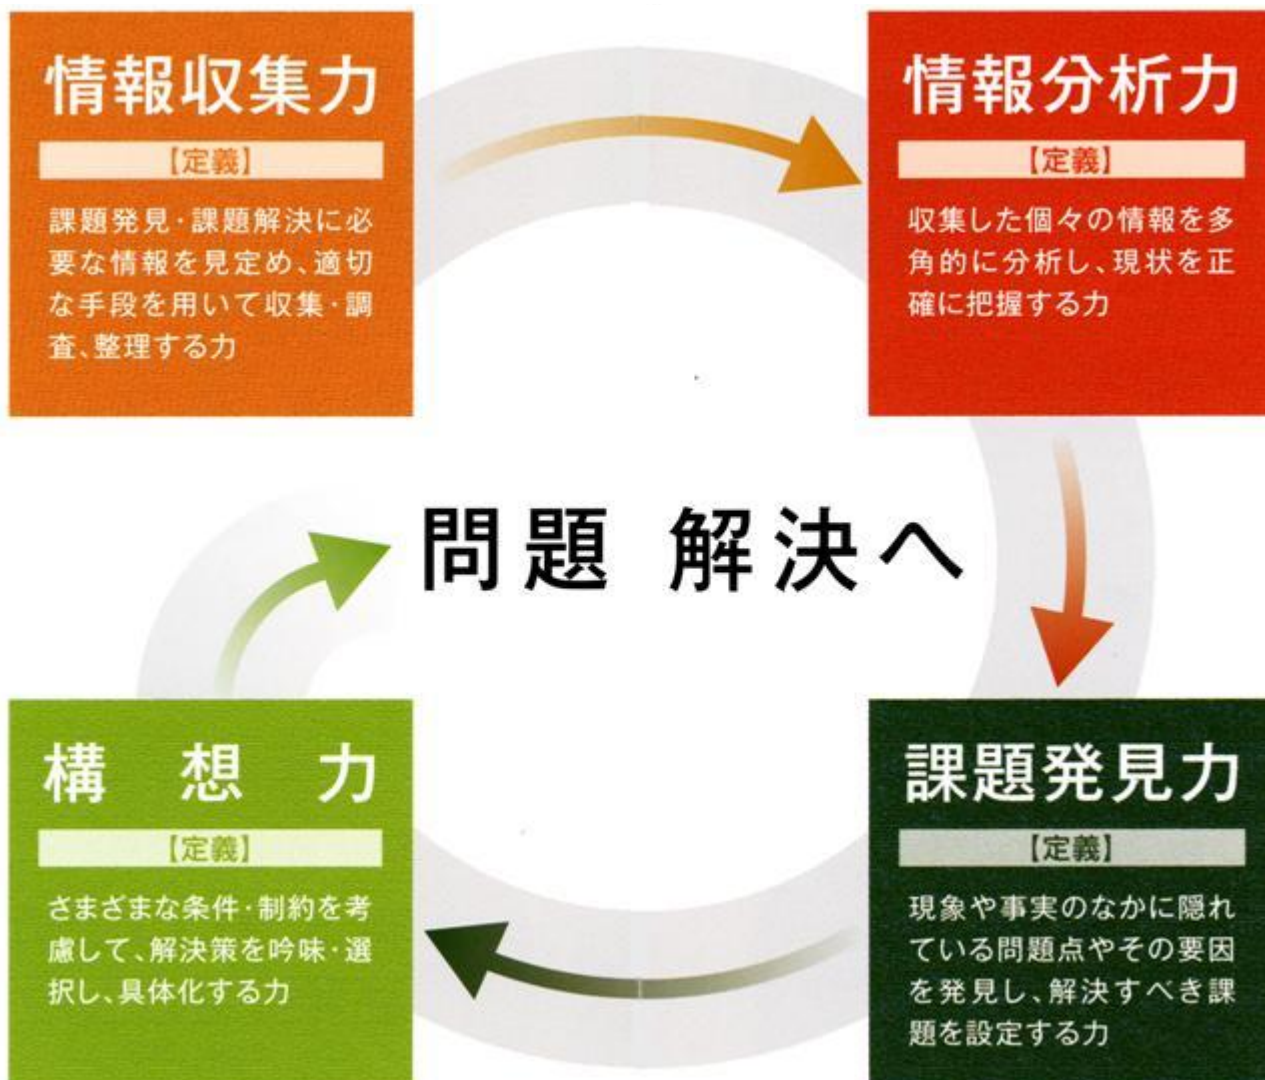 情報収集力
【定義】
課題発見・課題解決に必
要な情報を見定め、適切
な手段を用いて収集・調
査、整理する力
情報分析力
【定義】
収集した個々の情報を多
角的に分析し、現状を正
確に把握する力
問題 解決へ
構想力
【定義】
さまざまな条件・制約を考
慮して、解決策を吟味・選
択し、具体化する力
課題発見力
【定義】
現象や事実のなかに隠れ
ている問題点やその要因
を発見し、解決すべき課
題を設定する力